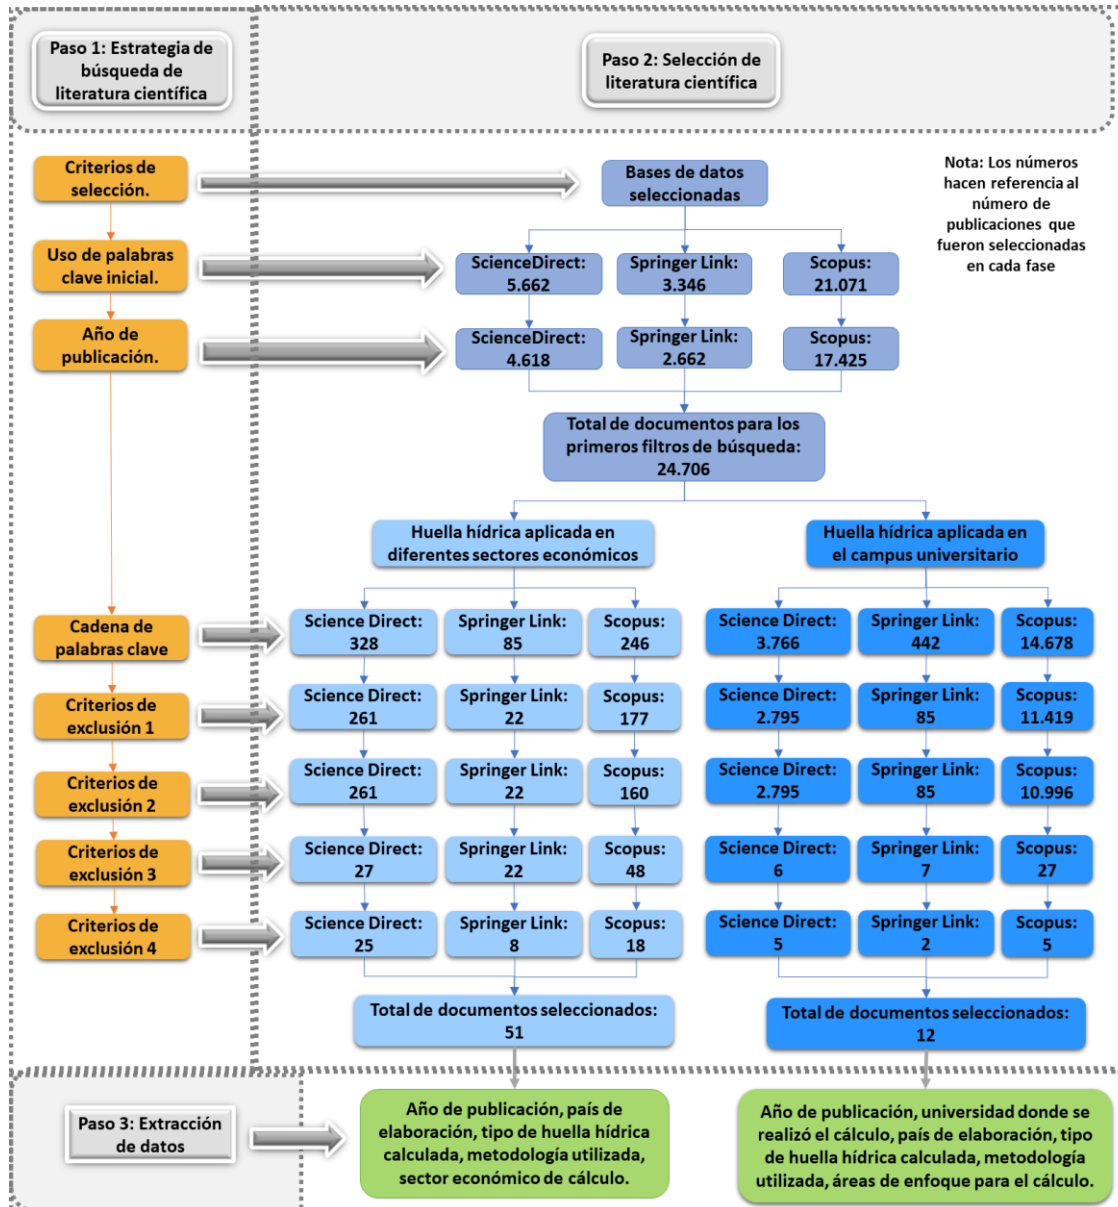 Paso 1: Estrategia de
búsqueda de
literatura científica
Paso 2: Selección de
literatura científica
Criterios de
selección.
Bases de datos
seleccionadas
Nota: Los números
hacen referencia al
número de
publicaciones que
fueron seleccionadas
en cada fase
Uso de palabras
clave inicial.
ScienceDirect:
5.662
Springer Link:
3.346
Scopus:
21.071
Año de
publicación.
ScienceDirect:
4.618
Springer Link:
2.662
Scopus:
17.425
Total de documentos para los
primeros filtros de búsqueda:
24.706
Huella hídrica aplicada en
diferentes sectores económicos
Huella hídrica aplicada en
el campus universitario
Cadena de
palabras clave
Science Direct:
328
Springer Link:
85
Scopus:
246
Science Direct:
3.766
Springer Link:
442
Scopus:
14.678
Criterios de
exclusión 1
Science Direct:
261
Springer Link:
22
Scopus:
177
Science Direct:
2.795
Springer Link:
85
Scopus:
11.419
Criterios de
exclusión 2
Science Direct:
261
Springer Link:
22
Scopus:
160
Science Direct:
2.795
Springer Link:
85
Scopus:
10.996
Criterios de
exclusión 3
Science Direct:
27
Springer Link:
22
Scopus:
48
Science Direct:
6
Springer Link:
7
Scopus:
27
Criterios de
exclusión 4
Science Direct:
25
Springer Link:
8
Scopus:
18
Science Direct:
5
Springer Link:
2
Scopus:
5
Total de documentos seleccionados:
51
Total de documentos seleccionados:
12
Paso 3: Extracción
de datos
Año de publicación, país de
elaboración, tipo de huella hídrica
calculada, metodología utilizada,
sector económico de cálculo.
Año de publicación, universidad donde se
realizó el cálculo, país de elaboración, tipo
de huella hídrica calculada, metodología
utilizada, áreas de enfoque para el cálculo.